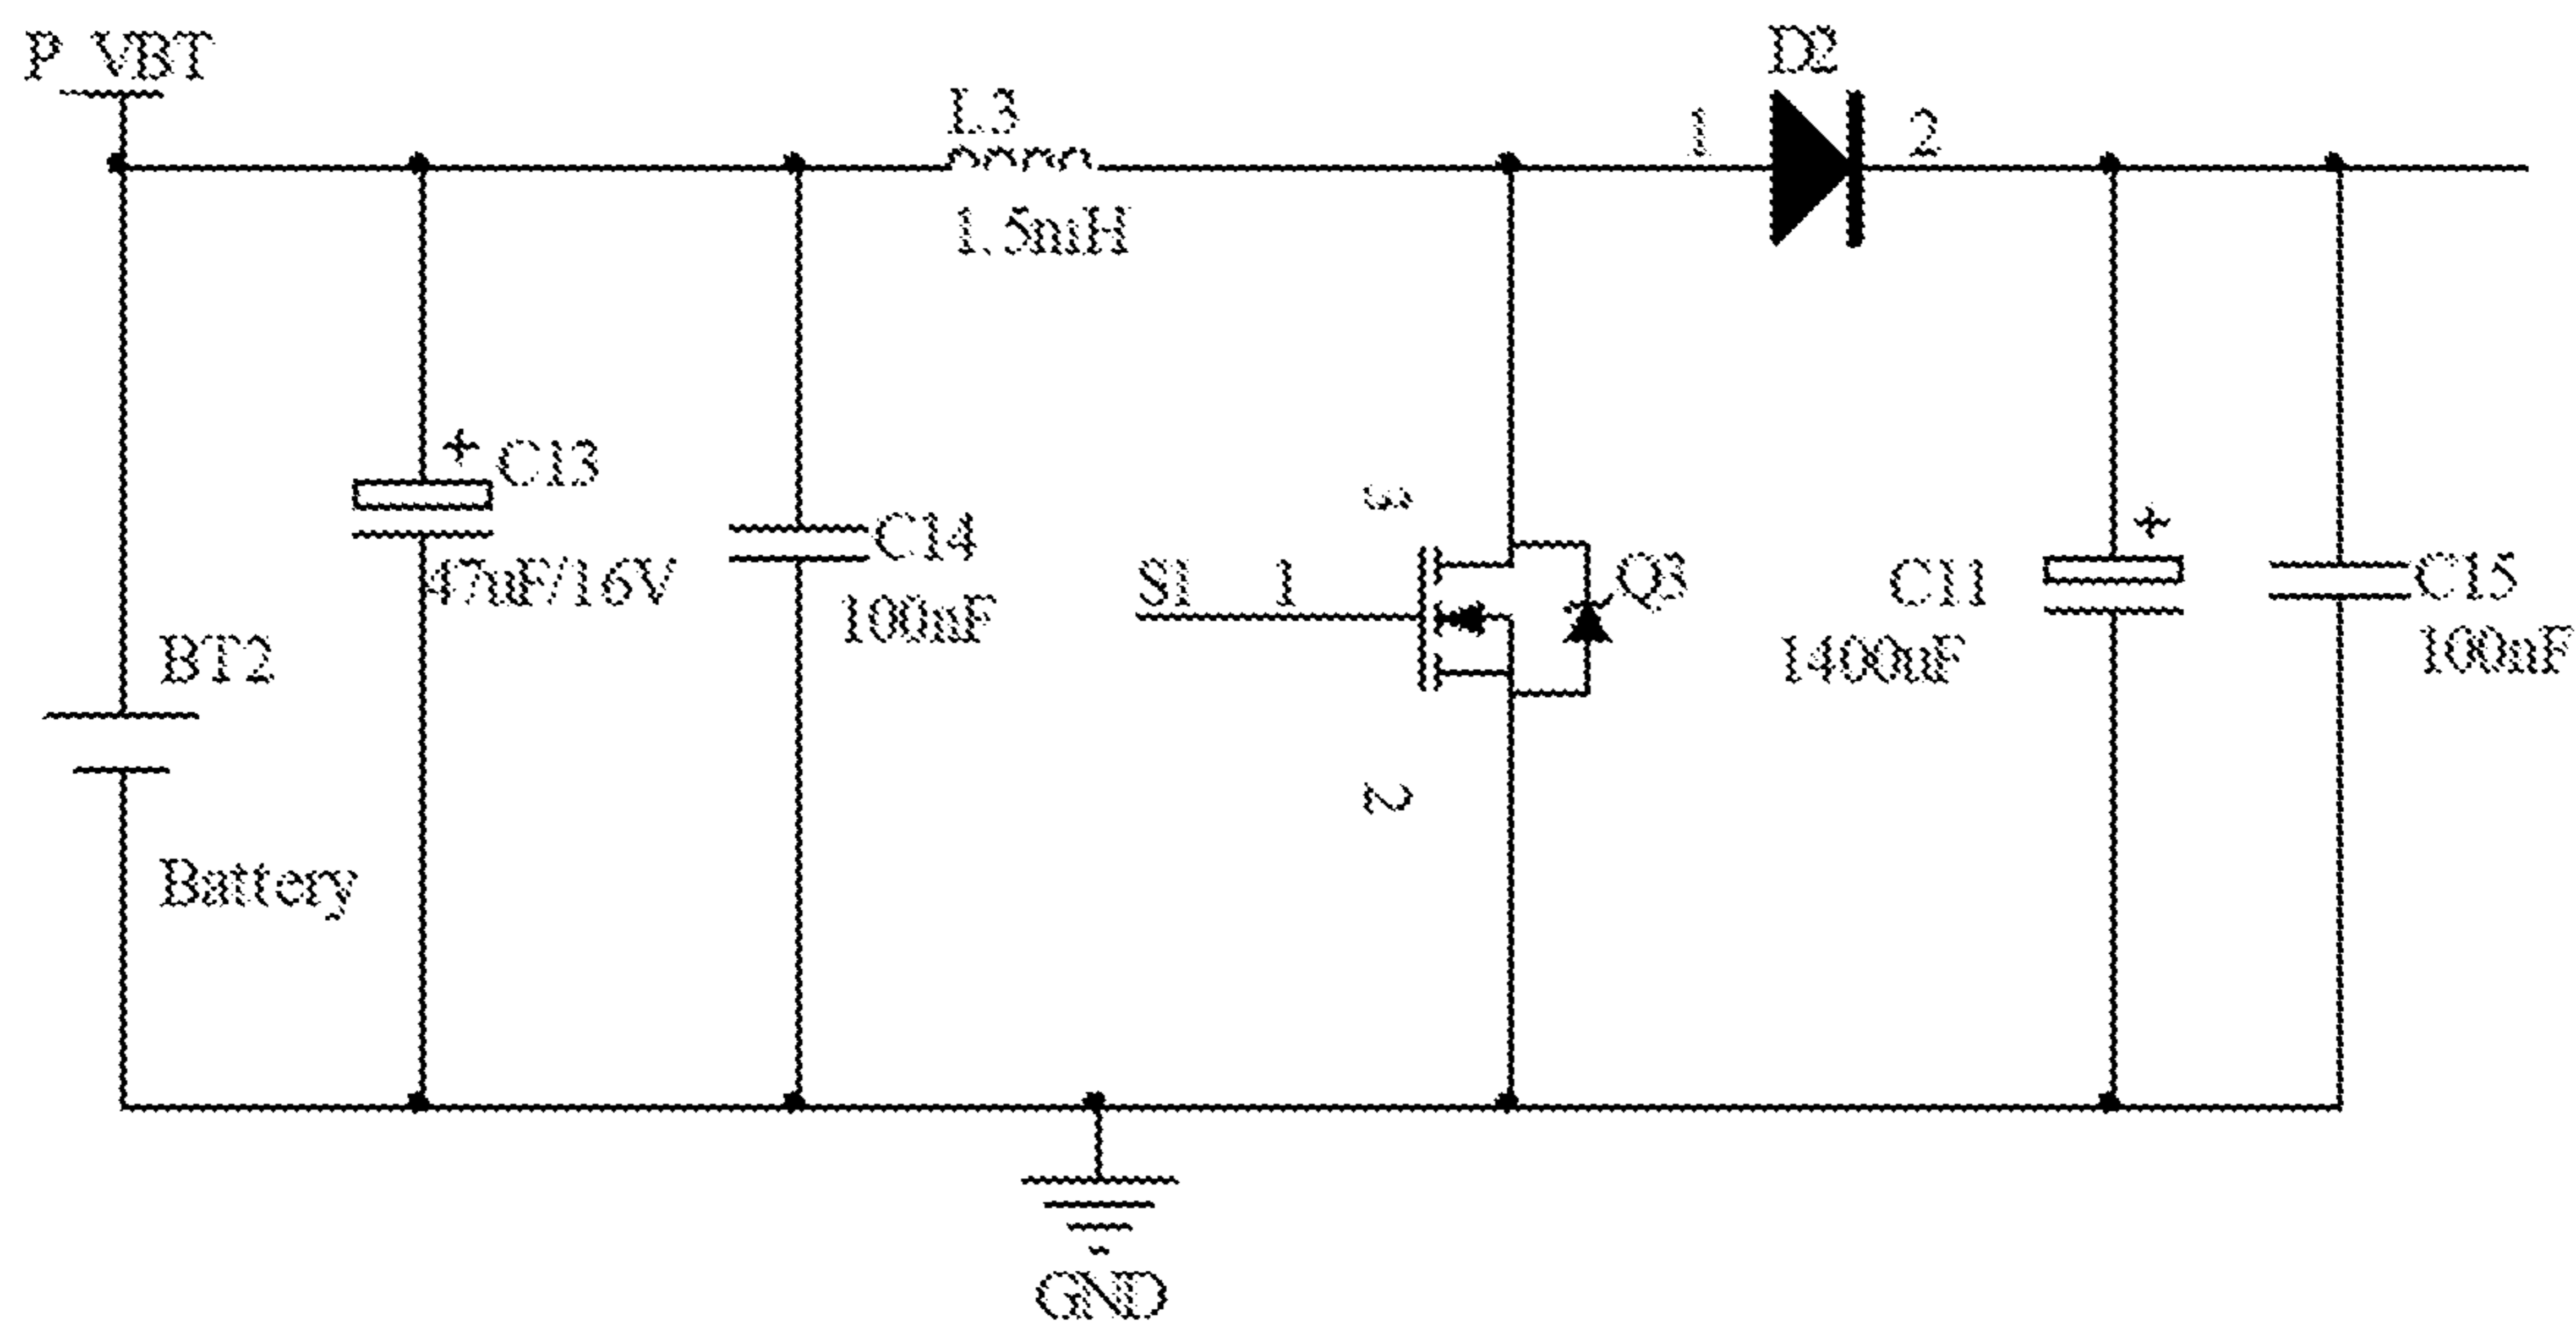 P_VBT
L3
1.5mH
D2
1
2
C13
47uF/16V
C14
100nF
3
S1
1
Q3
2
C11
1400uF
C15
100nF
BT2
Battery
GND